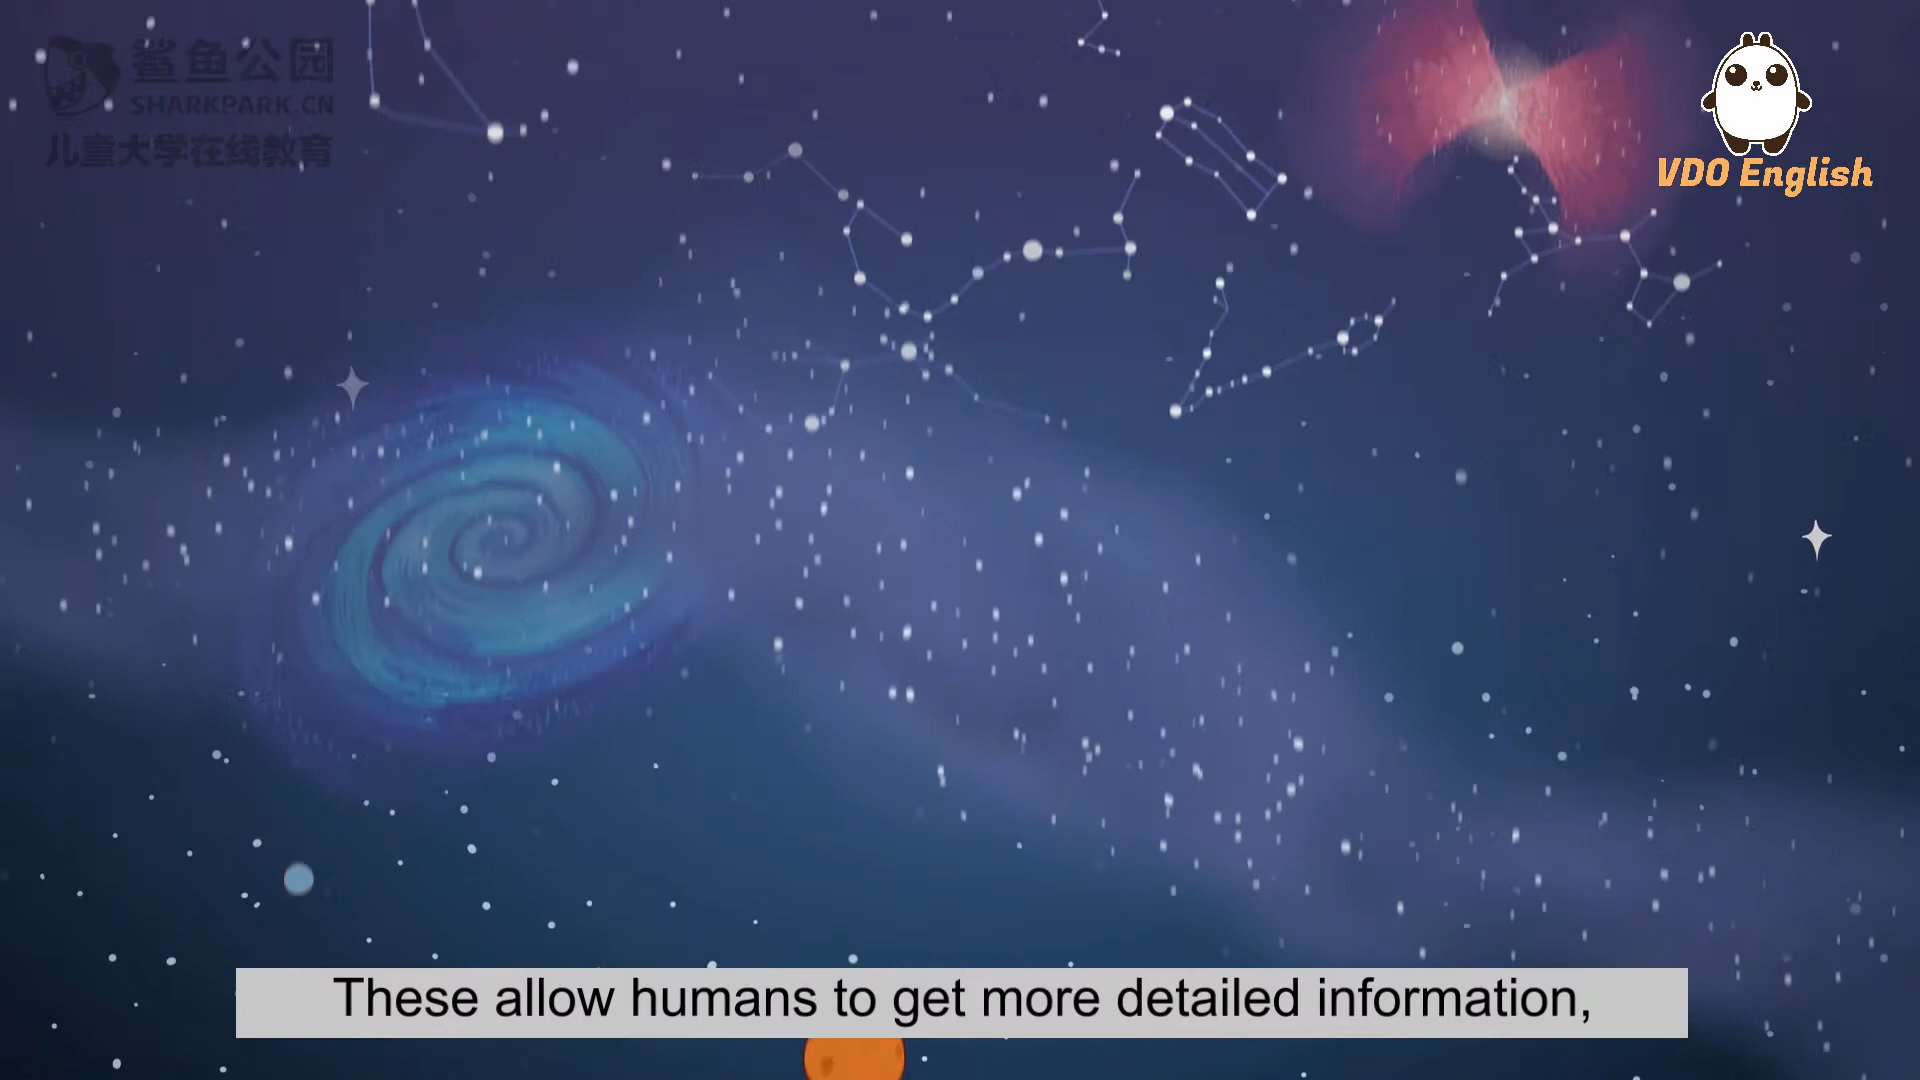 鲨鱼公园
SHARKPARK.CN
儿童大学在线教育
VDO English
These allow humans to get more detailed information,